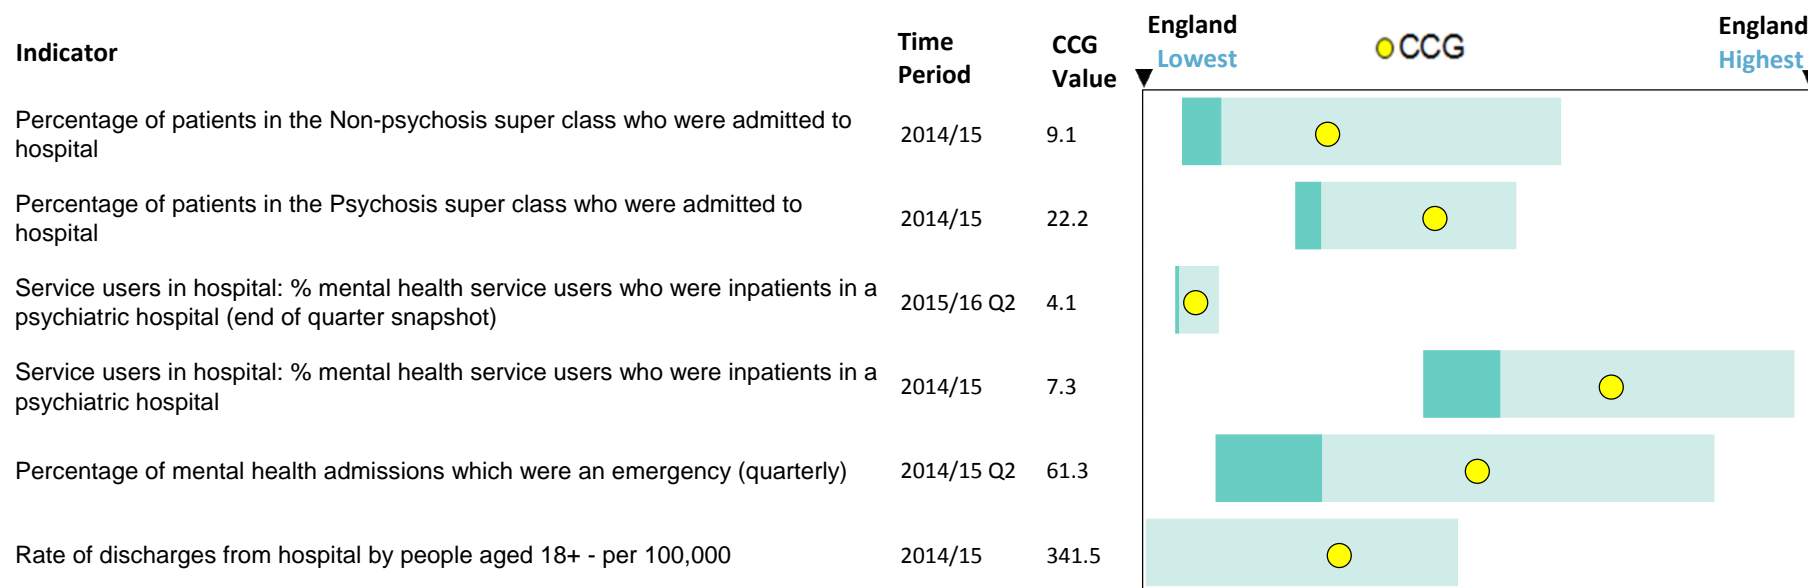 Indicator
Time
Period
CCG
Value
England
Lowest
CCG
England
Highest
Percentage of patients in the Non-psychosis super class who were admitted to
hospital
2014/15
9.1
Percentage of patients in the Psychosis super class who were admitted to
hospital
2014/15
22.2
Service users in hospital: % mental health service users who were inpatients in a
psychiatric hospital (end of quarter snapshot)
2015/16 Q2
4.1
Service users in hospital: % mental health service users who were inpatients in a
psychiatric hospital
2014/15
7.3
Percentage of mental health admissions which were an emergency (quarterly)
2014/15 Q2
61.3
Rate of discharges from hospital by people aged 18+ - per 100,000
2014/15
341.5